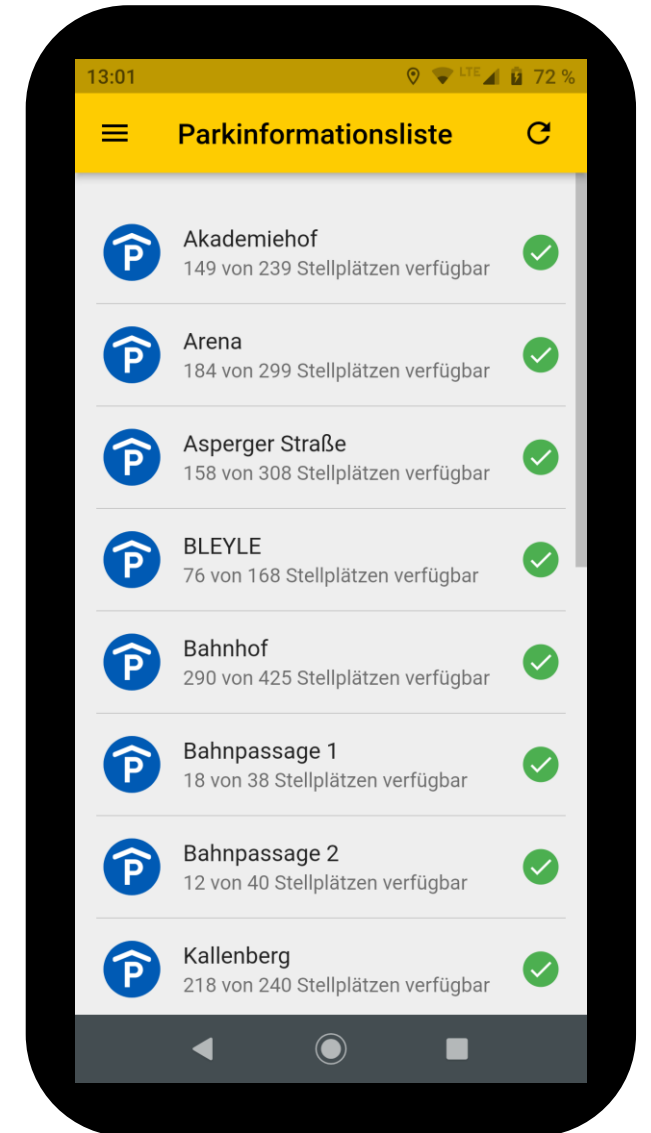 13:01 LTE 72 %
Parkinformationsliste
P Akademiehof
149 von 239 Stellplätzen verfügbar
P Arena
184 von 299 Stellplätzen verfügbar
P Asperger Straße
158 von 308 Stellplätzen verfügbar
P BLEYLE
76 von 168 Stellplätzen verfügbar
P Bahnhof
290 von 425 Stellplätzen verfügbar
P Bahnpassage 1
18 von 38 Stellplätzen verfügbar
P Bahnpassage 2
12 von 40 Stellplätzen verfügbar
P Kallenberg
218 von 240 Stellplätzen verfügbar